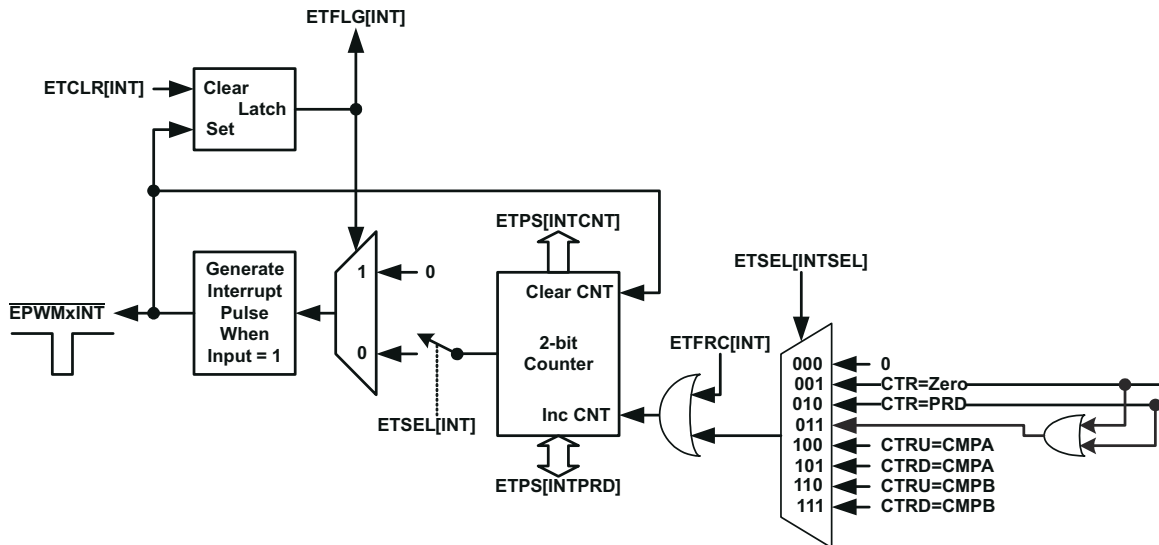 ETFLG[INT]
ETCLR[INT]
Clear
Latch
Set
ETPS[INTCNT]
ETSEL[INTSEL]
Generate
Interrupt
Pulse
When
Input = 1
EPWMxINT
1
0
0
Clear CNT
2-bit
Counter
Inc CNT
ETSEL[INT]
ETPS[INTPRD]
ETFRC[INT]
000
0
001
CTR=Zero
010
CTR=PRD
011
100
CTRU=CMPA
101
CTRD=CMPA
110
CTRU=CMPB
111
CTRD=CMPB